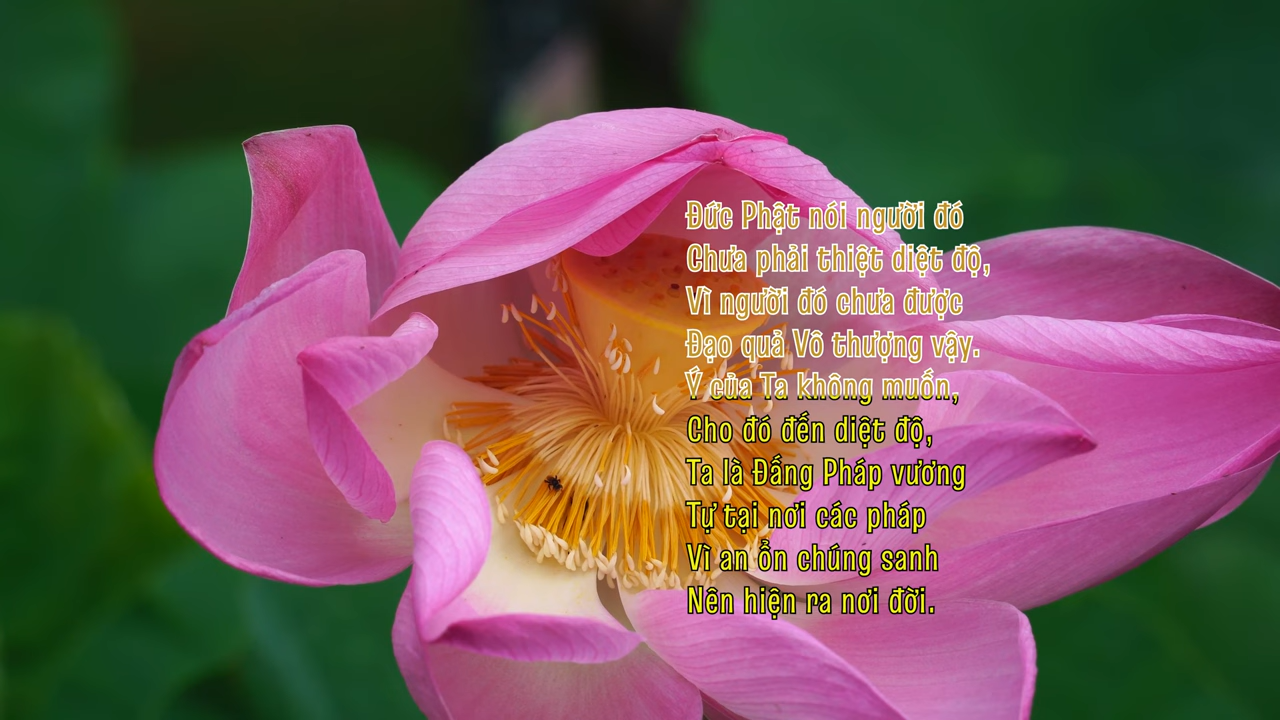 Đức Phật nói người đó
Chưa phải thiệt diệt độ,
Vì người đó chưa được
Đạo quả Vô thượng vậy.
Ý của Ta không muốn,
Cho đó đến diệt độ,
Ta là Đấng Pháp vương
Tự tại nơi các pháp
Vì an ổn chúng sanh
Nên hiện ra nơi đời.